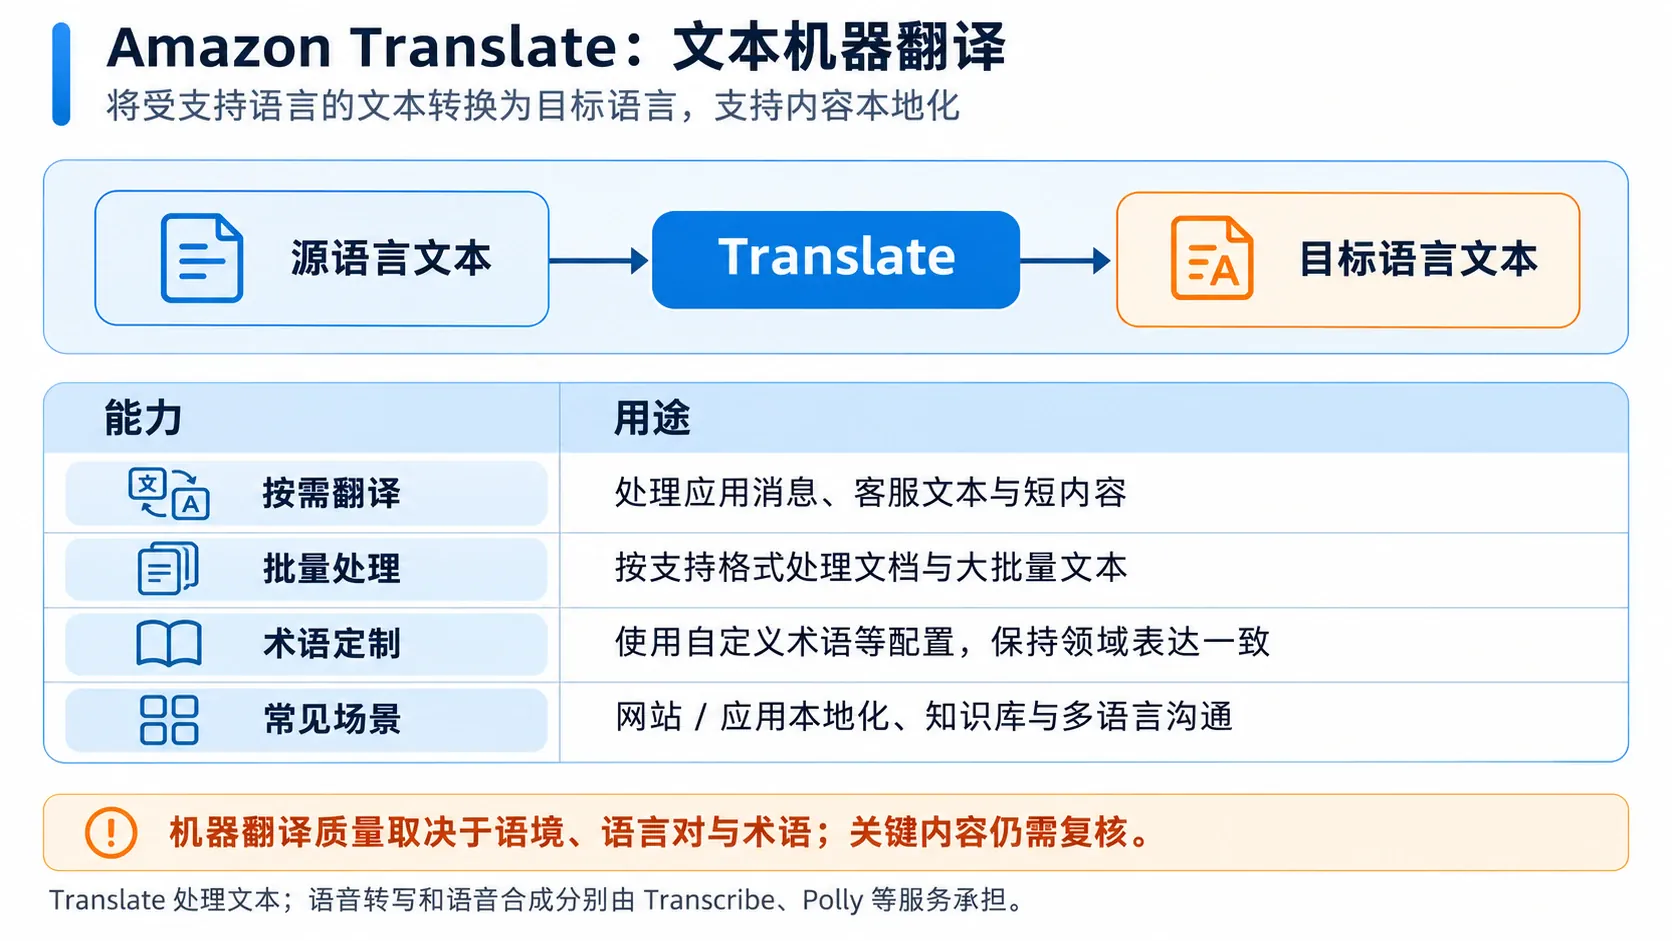 Amazon Translate：文本机器翻译
将受支持语言的文本转换为目标语言，支持内容本地化
源语言文本
Translate
目标语言文本
能力
用途
文
A
按需翻译
处理应用消息、客服文本与短内容
批量处理
按支持格式处理文档与大批量文本
术语定制
使用自定义术语等配置，保持领域表达一致
常见场景
网站 / 应用本地化、知识库与多语言沟通
机器翻译质量取决于语境、语言对与术语；关键内容仍需复核。
Translate 处理文本；语音转写和语音合成分别由 Transcribe、Polly 等服务承担。